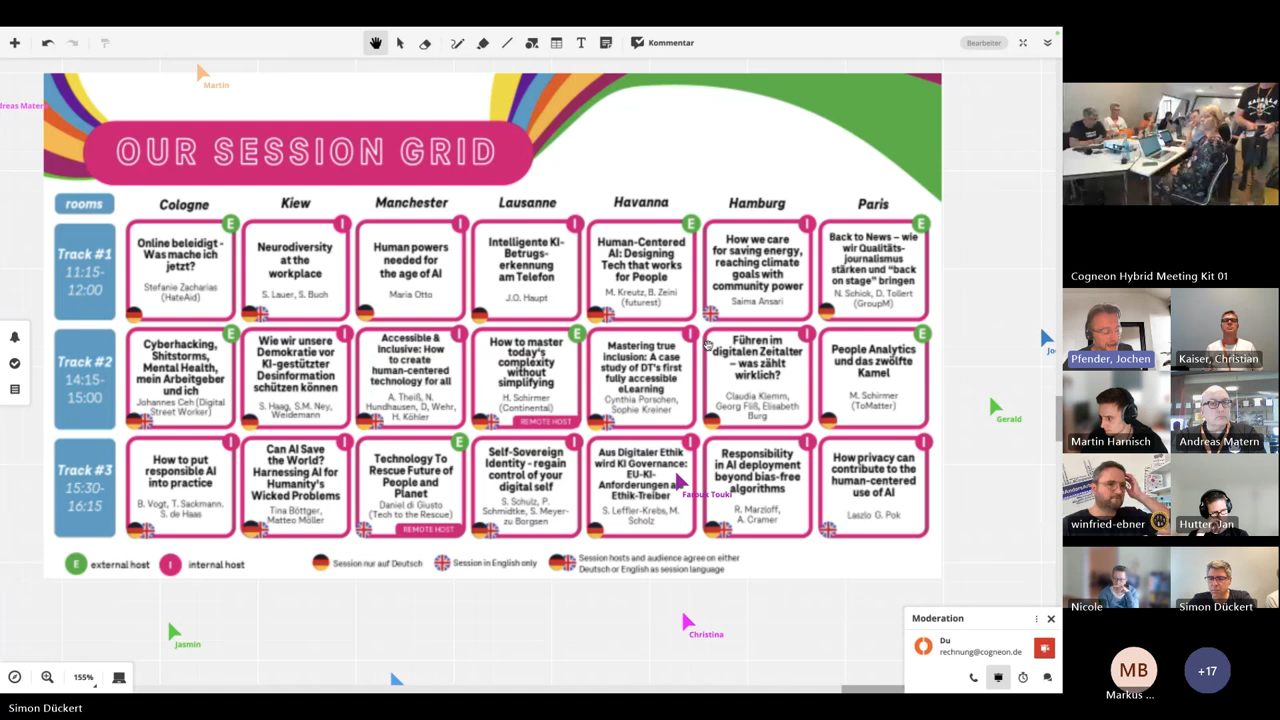 Kommentar
Bearbeiter
Martin
dreas Matern
OUR SESSION GRID
rooms
Cologne
Kiew
Manchester
Lausanne
Havanna
Hamburg
Paris
Track #1
11:15-
12:00
E
Online beleidigt -
Was mache ich
jetzt?
Stefanie Zacharias
(HateAid)
I
Neurodiversity
at the
workplace
S. Lauer, S. Buch
I
Human powers
needed for
the age of AI
Maria Otto
I
Intelligente KI-
Betrugs-
erkennung
am Telefon
J.O. Haupt
E
Human-Centered
AI: Designing
Tech that works
for People
M. Kreutz, B. Zeini
(futurest)
I
How we care
for saving energy,
reaching climate
goals with
community power
Saima Ansari
E
Back to News – wie
wir Qualitäts-
journalismus
stärken und "back
on stage" bringen
N. Schick, D. Tollert
(GroupM)
Track #2
14:15-
15:00
E
Cyberhacking,
Shitstorms,
Mental Health,
mein Arbeitgeber
und ich
Johannes Ceh (Digital
Street Worker)
I
Wie wir unsere
Demokratie vor
KI-gestützter
Desinformation
schützen können
S. Haag, S.M. Ney,
Weidemann
I
Accessible &
Inclusive: How
to create
human-centered
technology for all
A. Theiß, N.
Hundhausen, D, Wehr,
H. Köhler
E
How to master
today's
complexity
without
simplifying
H. Schirmer
(Continental)
REMOTE HOST
I
Mastering true
inclusion: A case
study of DT's first
fully accessible
eLearning
Cynthia Porschen,
Sophie Kreiner
I
Führen im
digitalen Zeitalter
– was zählt
wirklich?
Claudia Klemm,
Georg Fliß, Elisabeth
Burg
E
People Analytics
und das zwölfte
Kamel
M. Schirmer
(ToMatter)
Track #3
15:30-
16:15
I
How to put
responsible AI
into practice
B. Vogt, T. Sackmann.
S. de Haas
I
Can AI Save
the World?
Harnessing AI for
Humanity's
Wicked Problems
Tina Böttger,
Matteo Möller
E
Technology To
Rescue Future of
People and
Planet
Daniel di Giusto
(Tech to the Rescue)
REMOTE HOST
I
Self-Sovereign
Identity - regain
control of your
digital self
S. Schulz, P.
Schmidtke, S. Meyer-
zu Borgsen
I
Aus Digitaler Ethik
wird KI Governance:
EU-KI-
Anforderungen
Ethik-Treiber
S. Leffler-Krebs, M.
Scholz
I
Responsibility
in AI deployment
beyond bias-free
algorithms
R. Marzloff,
A. Cramer
I
How privacy can
contribute to the
human-centered
use of AI
Laszlo G. Pok
Farouk Touki
E external host
I internal host
Session nur auf Deutsch
Session in English only
Session hosts and audience agree on either
Deutsch or English as session language
Jo
Gerald
Jasmin
Christina
Moderation
Du
rechnung@cogneon.de
155%
Simon Dückert
Cogneon Hybrid Meeting Kit 01
Pfender, Jochen
Kaiser, Christian
Martin Harnisch
Andreas Matern
winfried-ebner
Hutter, Jan
Nicole
Simon Dückert
MB
+17
Markus ...